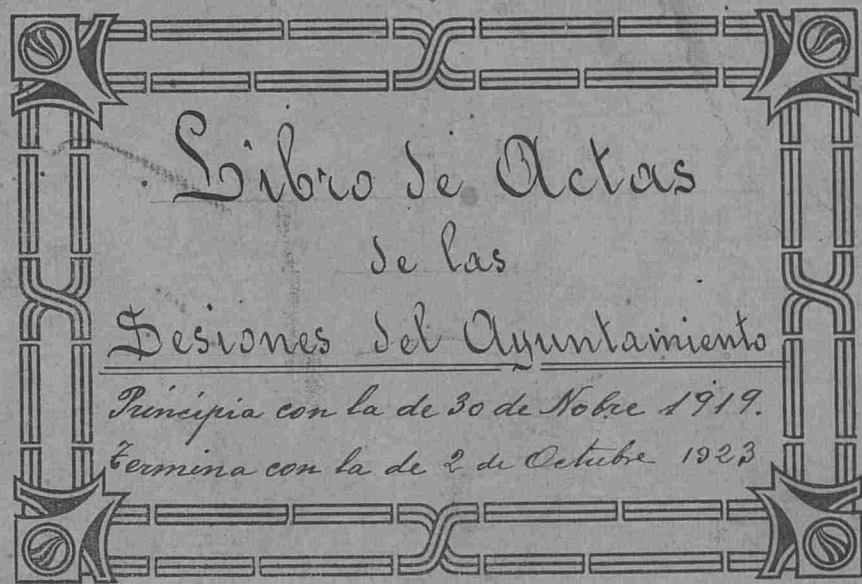 Libro de Actas
de las
Sesiones del Ayuntamiento
Principia con la de 30 de Nobre 1919.
Termina con la de 2 de Octubre 1923